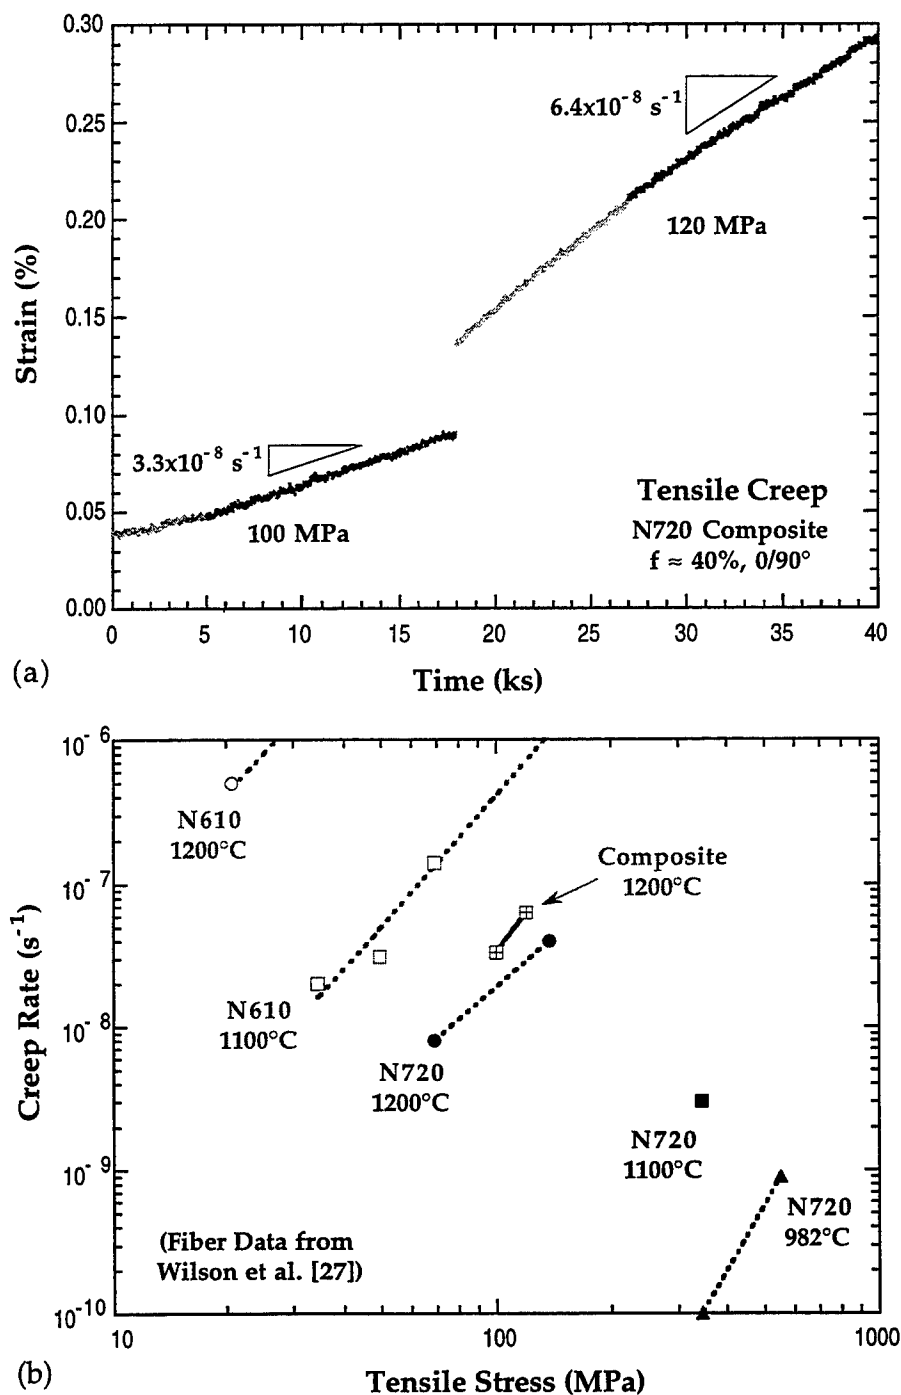 0.30
0.25
0.20
0.15
0.10
0.05
0.00
Strain (%)
6.4x10⁻⁸ s⁻¹
120 MPa
3.3x10⁻⁸ s⁻¹
100 MPa
Tensile Creep
N720 Composite
f ≈ 40%, 0/90°
0 5 10 15 20 25 30 35 40
(a)
Time (ks)
10⁻⁶
10⁻⁷
10⁻⁸
10⁻⁹
10⁻¹⁰
Creep Rate (s⁻¹)
N610
1200°C
Composite
1200°C
N610
1100°C
N720
1200°C
N720
1100°C
N720
982°C
(Fiber Data from
Wilson et al. [27])
10 100 1000
(b)
Tensile Stress (MPa)